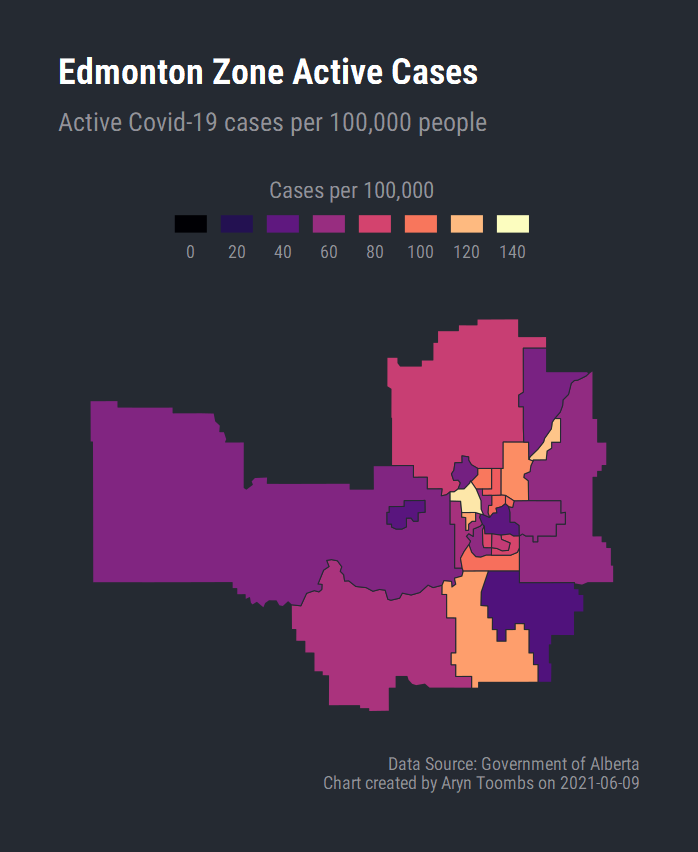 Edmonton Zone Active Cases
Active Covid-19 cases per 100,000 people
Cases per 100,000
0 20 40 60 80 100 120 140
Data Source: Government of Alberta
Chart created by Aryn Toombs on 2021-06-09